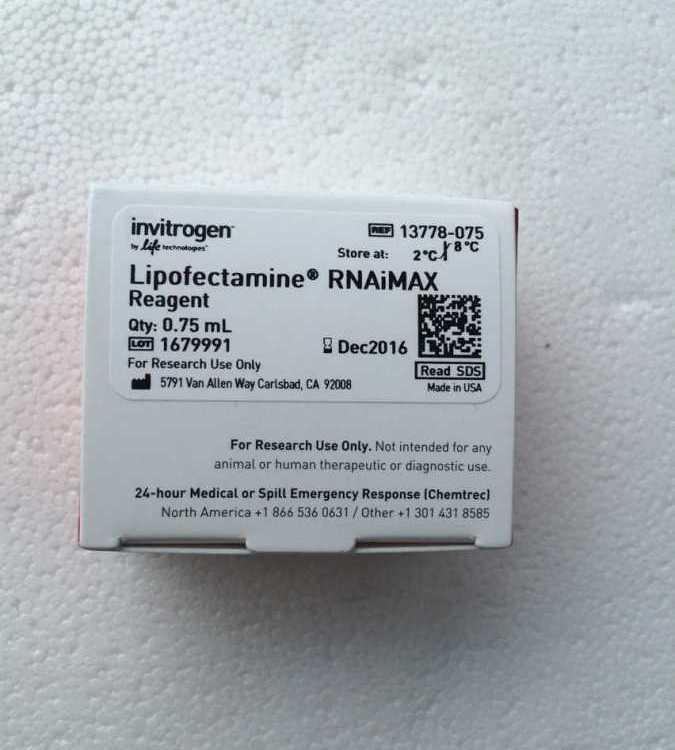 invitrogen™
REF 13778-075
by life technologies™
Store at: 2°C 8°C
Lipofectamine® RNAiMAX
Reagent
Qty: 0.75 mL
LOT 1679991
Dec2016
For Research Use Only
Read SDS
5791 Van Allen Way Carlsbad, CA 92008
Made in USA
For Research Use Only. Not intended for any
animal or human therapeutic or diagnostic use.
24-hour Medical or Spill Emergency Response (Chemtrec)
North America +1 866 536 0631 / Other +1 301 431 8585